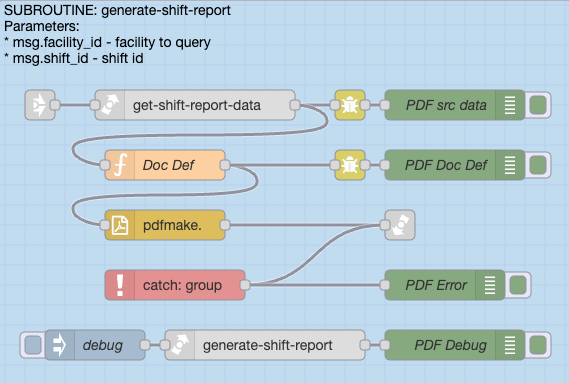 SUBROUTINE: generate-shift-report
Parameters:
* msg.facility_id - facility to query
* msg.shift_id - shift id
get-shift-report-data
PDF src data
Doc Def
PDF Doc Def
pdfmake.
catch: group
PDF Error
debug
generate-shift-report
PDF Debug